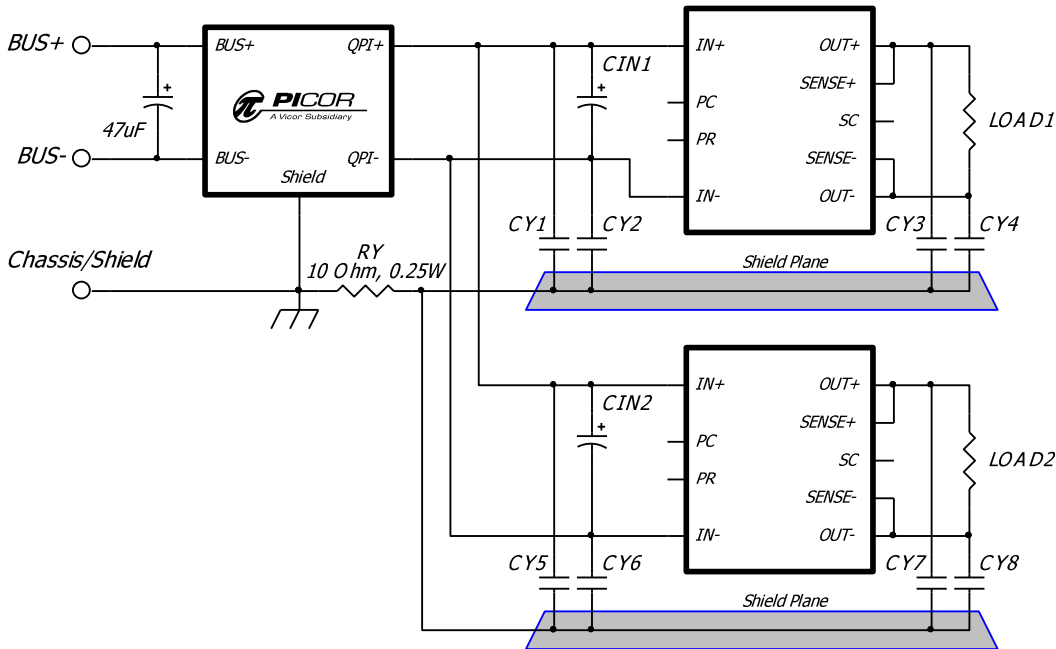 BUS+
BUS+
QPI+
IN+
OUT+
CIN1
SENSE+
PC
SC
LOAD1
PICOR
A Vicor Subsidiary
47uF
PR
BUS-
BUS-
QPI-
SENSE-
Shield
IN-
OUT-
CY1
CY2
CY3
CY4
Chassis/Shield
RY
10 Ohm, 0.25W
Shield Plane
IN+
OUT+
CIN2
SENSE+
PC
SC
LOAD2
PR
SENSE-
IN-
OUT-
CY5
CY6
CY7
CY8
Shield Plane